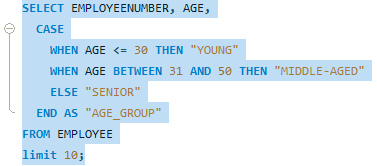 SELECT EMPLOYEENUMBER, AGE,
CASE
WHEN AGE <= 30 THEN "YOUNG"
WHEN AGE BETWEEN 31 AND 50 THEN "MIDDLE-AGED"
ELSE "SENIOR"
END AS "AGE_GROUP"
FROM EMPLOYEE
limit 10;